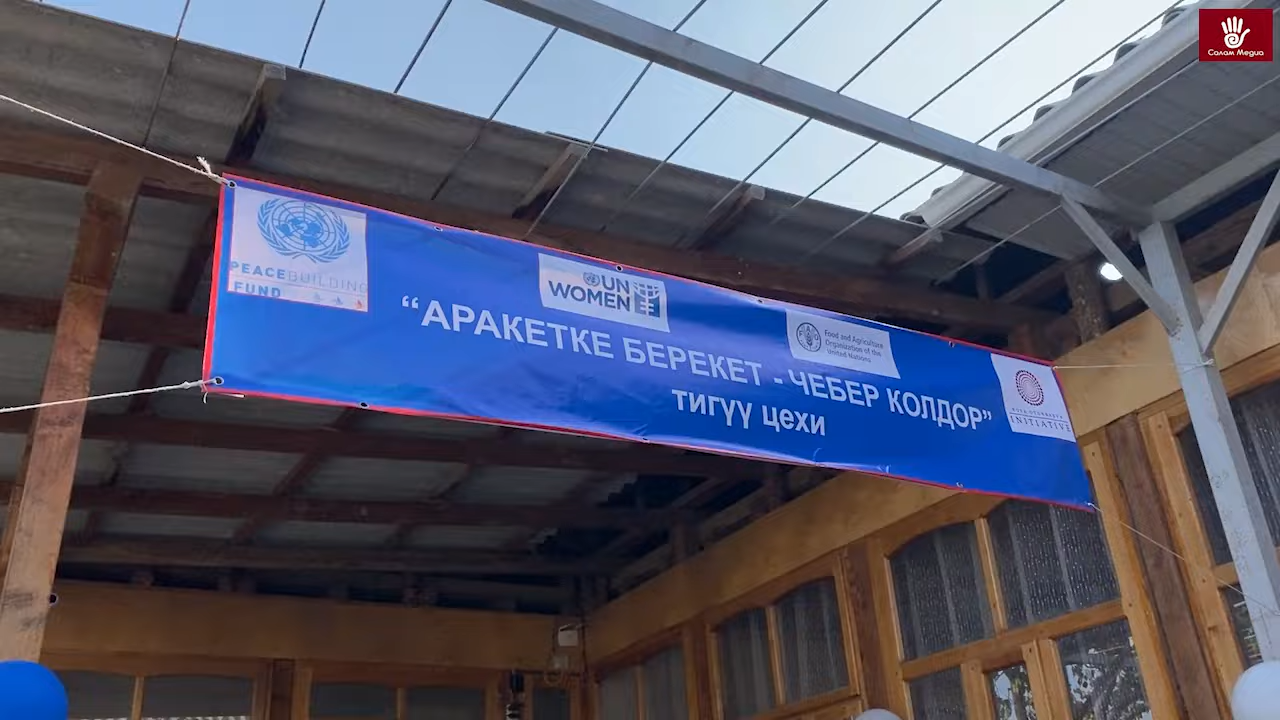 Салам Медиа
PEACEBUILDING
FUND
UN
WOMEN
Food and Agriculture
Organization of the
United Nations
INITIATIVE
“АРАКЕТКЕ БЕРЕКЕТ - ЧЕБЕР КОЛДОР”
тигүү цехи